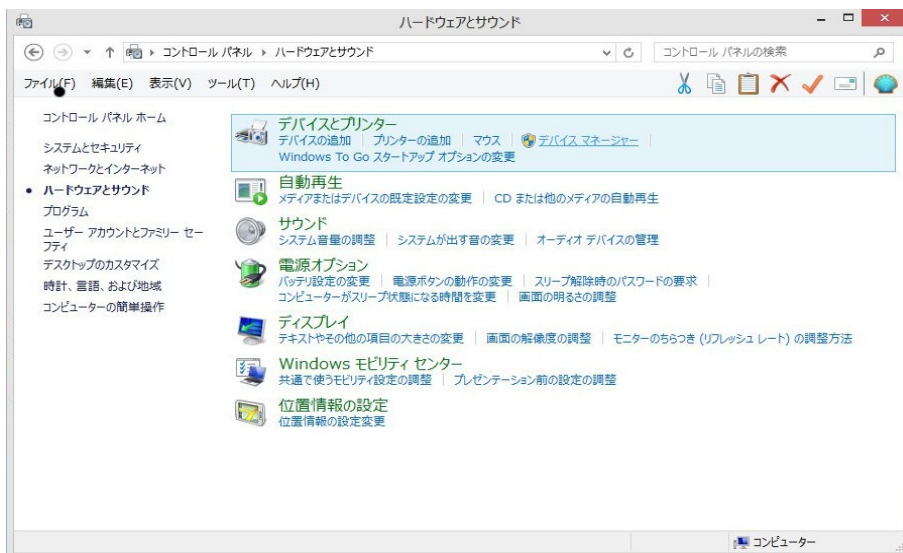 ハードウェアとサウンド
コントロール パネル ハードウェアとサウンド
コントロール パネルの検索
ファイル(F) 編集(E) 表示(V) ツール(T) ヘルプ(H)
コントロール パネル ホーム
システムとセキュリティ
ネットワークとインターネット
ハードウェアとサウンド
プログラム
ユーザー アカウントとファミリー セー
フティ
デスクトップのカスタマイズ
時計、言語、および地域
コンピューターの簡単操作
デバイスとプリンター
デバイスの追加 プリンターの追加 マウス デバイス マネージャー
Windows To Go スタートアップ オプションの変更
自動再生
メディアまたはデバイスの既定設定の変更 CD または他のメディアの自動再生
サウンド
システム音量の調整 システムが出す音の変更 オーディオ デバイスの管理
電源オプション
バッテリ設定の変更 電源ボタンの動作の変更 スリープ解除時のパスワードの要求
コンピューターがスリープ状態になる時間を変更 画面の明るさの調整
ディスプレイ
テキストやその他の項目の大きさの変更 画面の解像度の調整 モニターのちらつき (リフレッシュ レート) の調整方法
Windows モビリティ センター
共通で使うモビリティ設定の調整 プレゼンテーション前の設定の調整
位置情報の設定
位置情報の設定変更
コンピューター